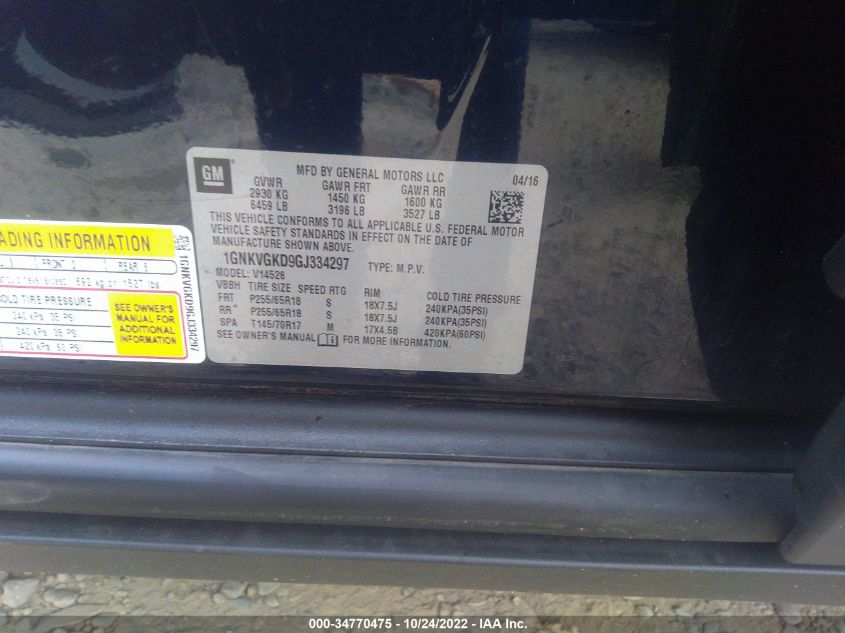 GM
MFD BY GENERAL MOTORS LLC
04/16
GVWR GAWR FRT GAWR RR
2930 KG 1450 KG 1600 KG
6459 LB 3196 LB 3527 LB
THIS VEHICLE CONFORMS TO ALL APPLICABLE U.S. FEDERAL MOTOR
VEHICLE SAFETY STANDARDS IN EFFECT ON THE DATE OF
MANUFACTURE SHOWN ABOVE.
1GNKVGKD9GJ334297 TYPE: M.P.V.
MODEL: V14526
VBBH TIRE SIZE SPEED RTG RIM COLD TIRE PRESSURE
FRT P255/65R18 S 18X7.5J 240KPA(35PSI)
RR P255/65R18 S 18X7.5J 240KPA(35PSI)
SPA T145/70R17 M 17X4.5B 420KPA(60PSI)
SEE OWNER'S MANUAL FOR MORE INFORMATION.
ADING INFORMATION
FRONT REAR
kg or lbs
COLD TIRE PRESSURE
240 KPA, 35 PSI
240 KPA, 35 PSI
420 KPA, 60 PSI
SEE OWNER'S
MANUAL FOR
ADDITIONAL
INFORMATION
1GNKVGKD9GJ334297
000-34770475 - 10/24/2022 - IAA Inc.